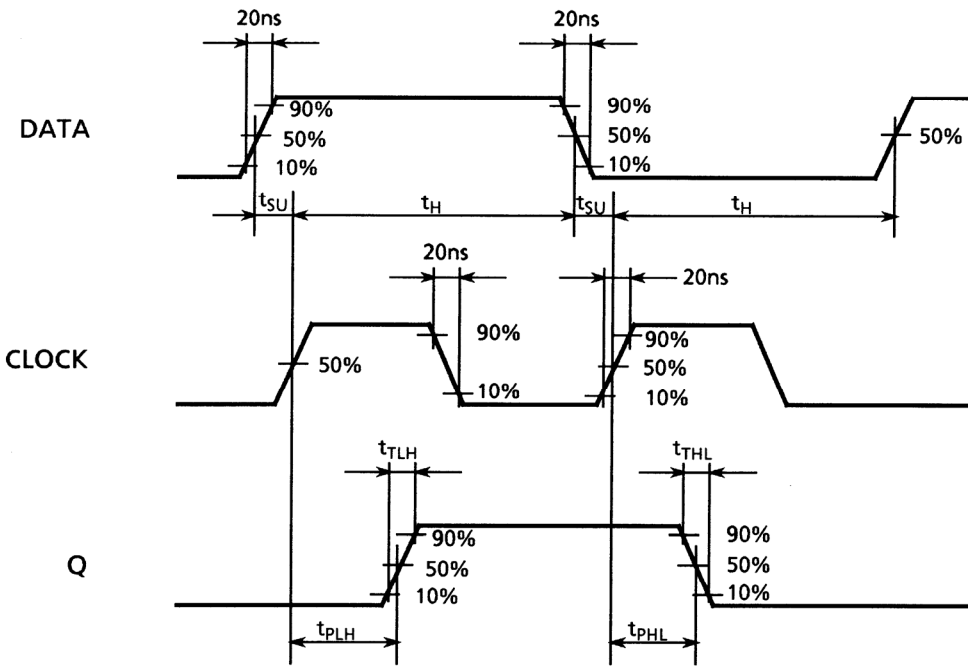 20ns 20ns
DATA
90% 90%
50% 50% 50%
10% 10%
tSU tH tSU tH
20ns 20ns
CLOCK
90% 90%
50% 50%
10% 10%
tTLH tTHL
Q
90% 90%
50% 50%
10% 10%
tPLH tPHL